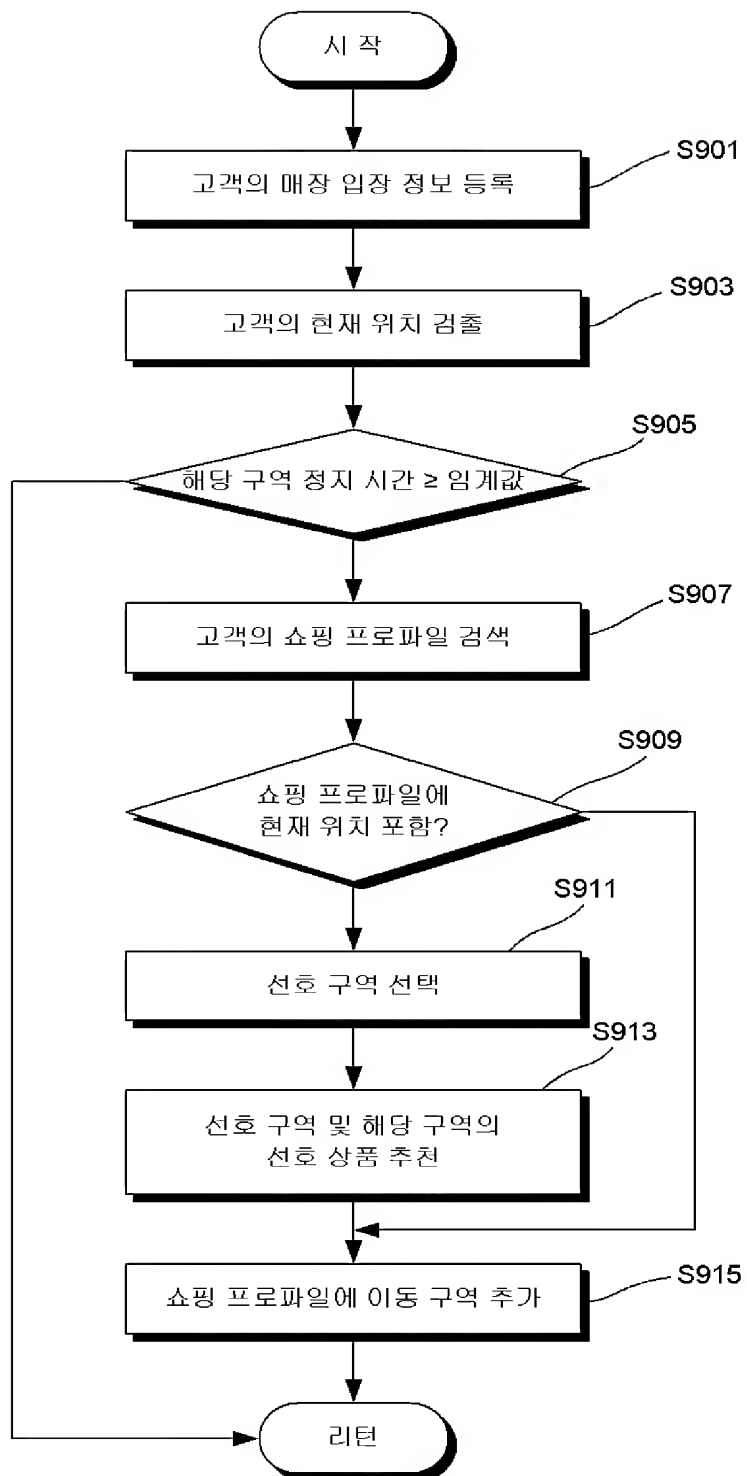 시 작
고객의 매장 입장 정보 등록
S901
고객의 현재 위치 검출
S903
해당 구역 정지 시간 ≥ 임계값
S905
고객의 쇼핑 프로파일 검색
S907
쇼핑 프로파일에
현재 위치 포함?
S909
선호 구역 선택
S911
선호 구역 및 해당 구역의
선호 상품 추천
S913
쇼핑 프로파일에 이동 구역 추가
S915
리턴